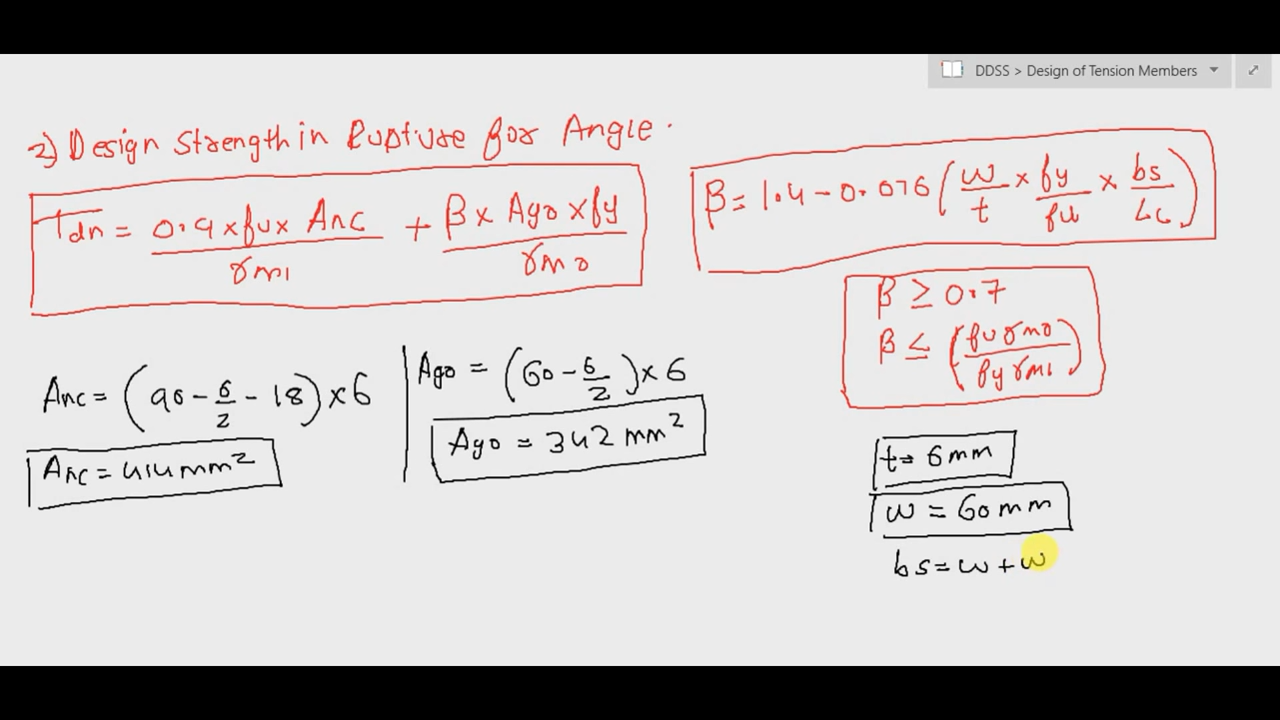 DDSS > Design of Tension Members
2) Design Strength in Rupture for Angle.
Tdn = 0.9 x fu x Anc / γm1 + β x Ago x fy / γm0
β = 1.4 - 0.076 (w/t x fy/fu x bs/Lc)
β ≥ 0.7
β ≤ (fu γm0 / fy γm1)
Anc = (90 - 6/2 - 18) x 6
Anc = 414 mm²
Ago = (60 - 6/2) x 6
Ago = 342 mm²
t = 6 mm
w = 60 mm
bs = w + w